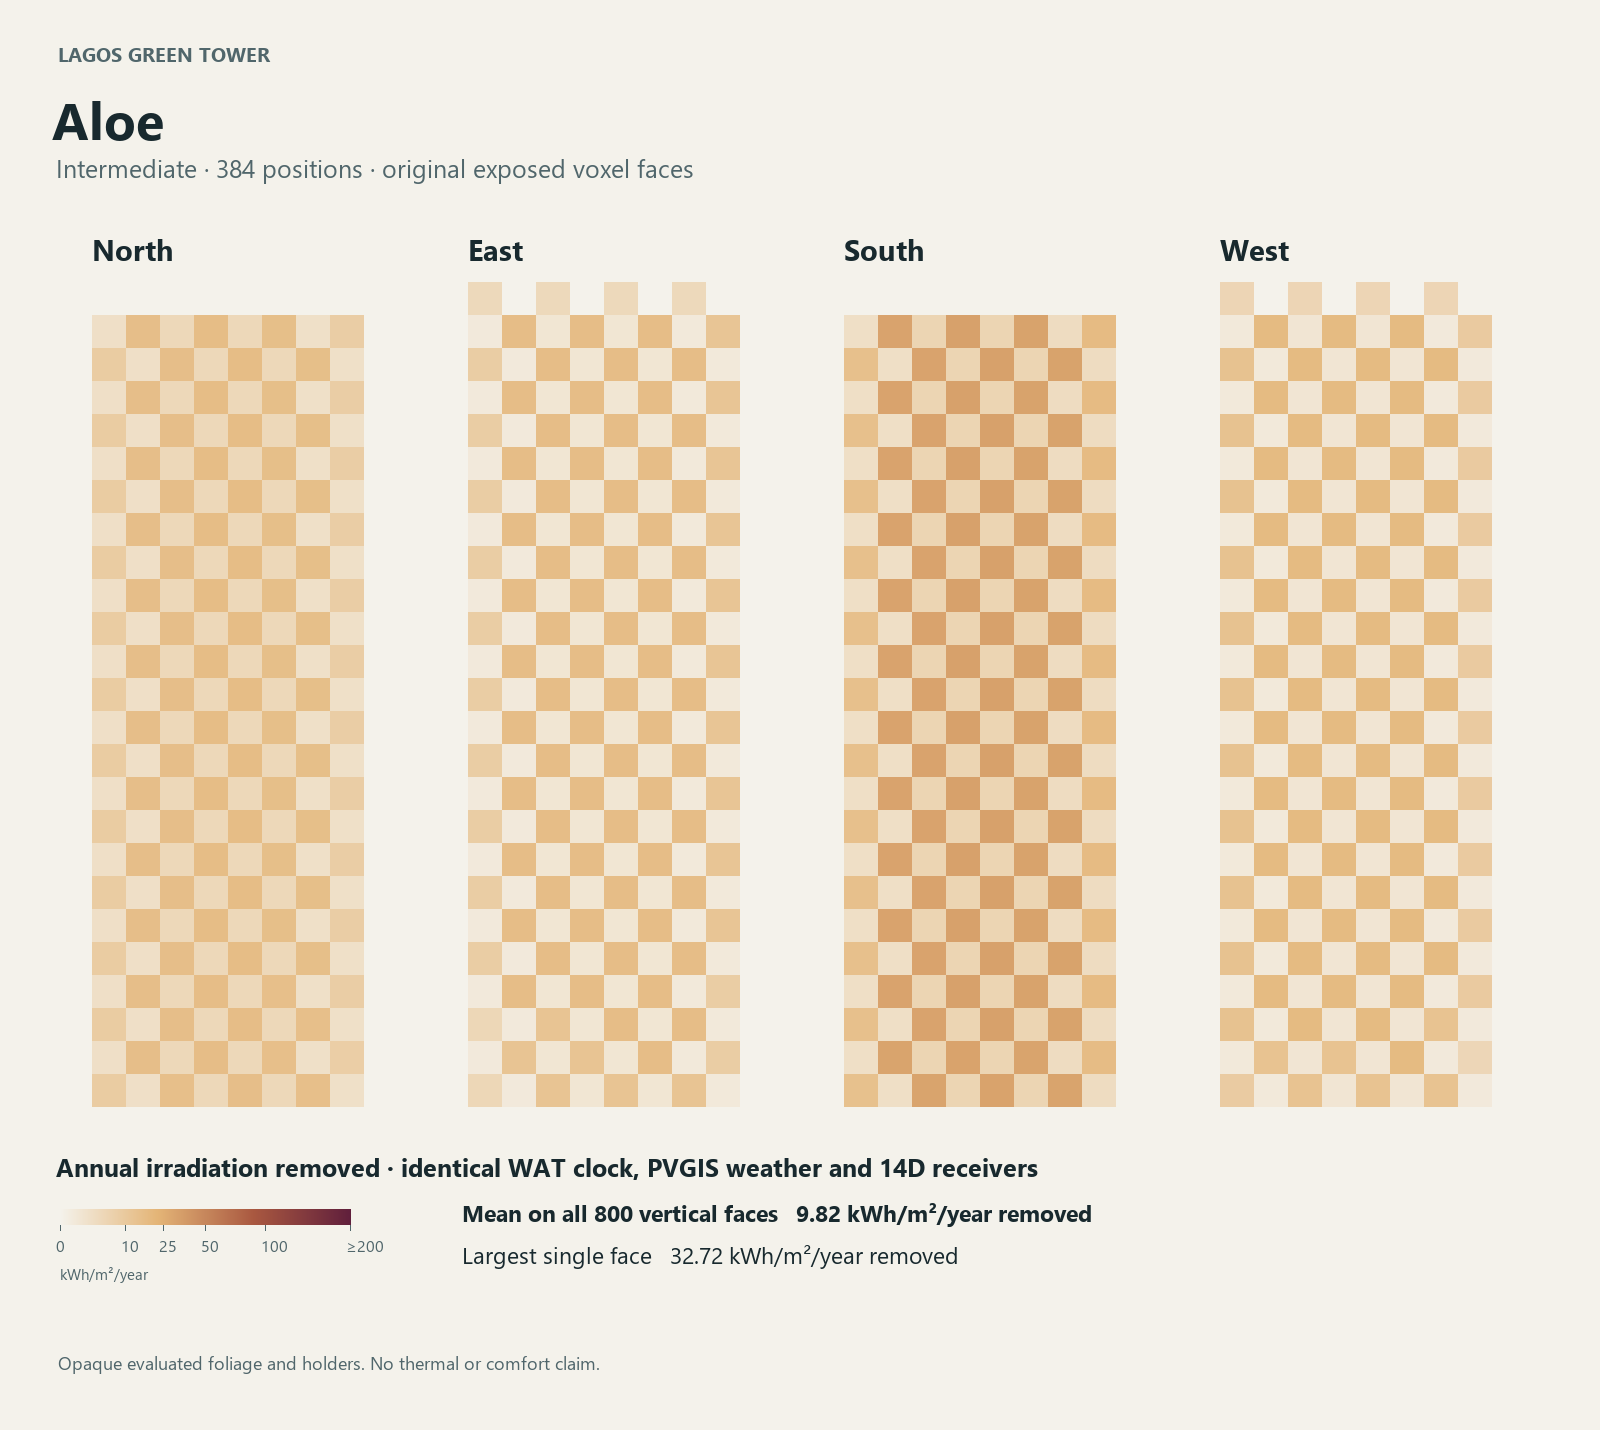 LAGOS GREEN TOWER
Aloe
Intermediate · 384 positions · original exposed voxel faces
North East South West
Annual irradiation removed · identical WAT clock, PVGIS weather and 14D receivers
Mean on all 800 vertical faces 9.82 kWh/m²/year removed
0 10 25 50 100 ≥200
Largest single face 32.72 kWh/m²/year removed
kWh/m²/year
Opaque evaluated foliage and holders. No thermal or comfort claim.